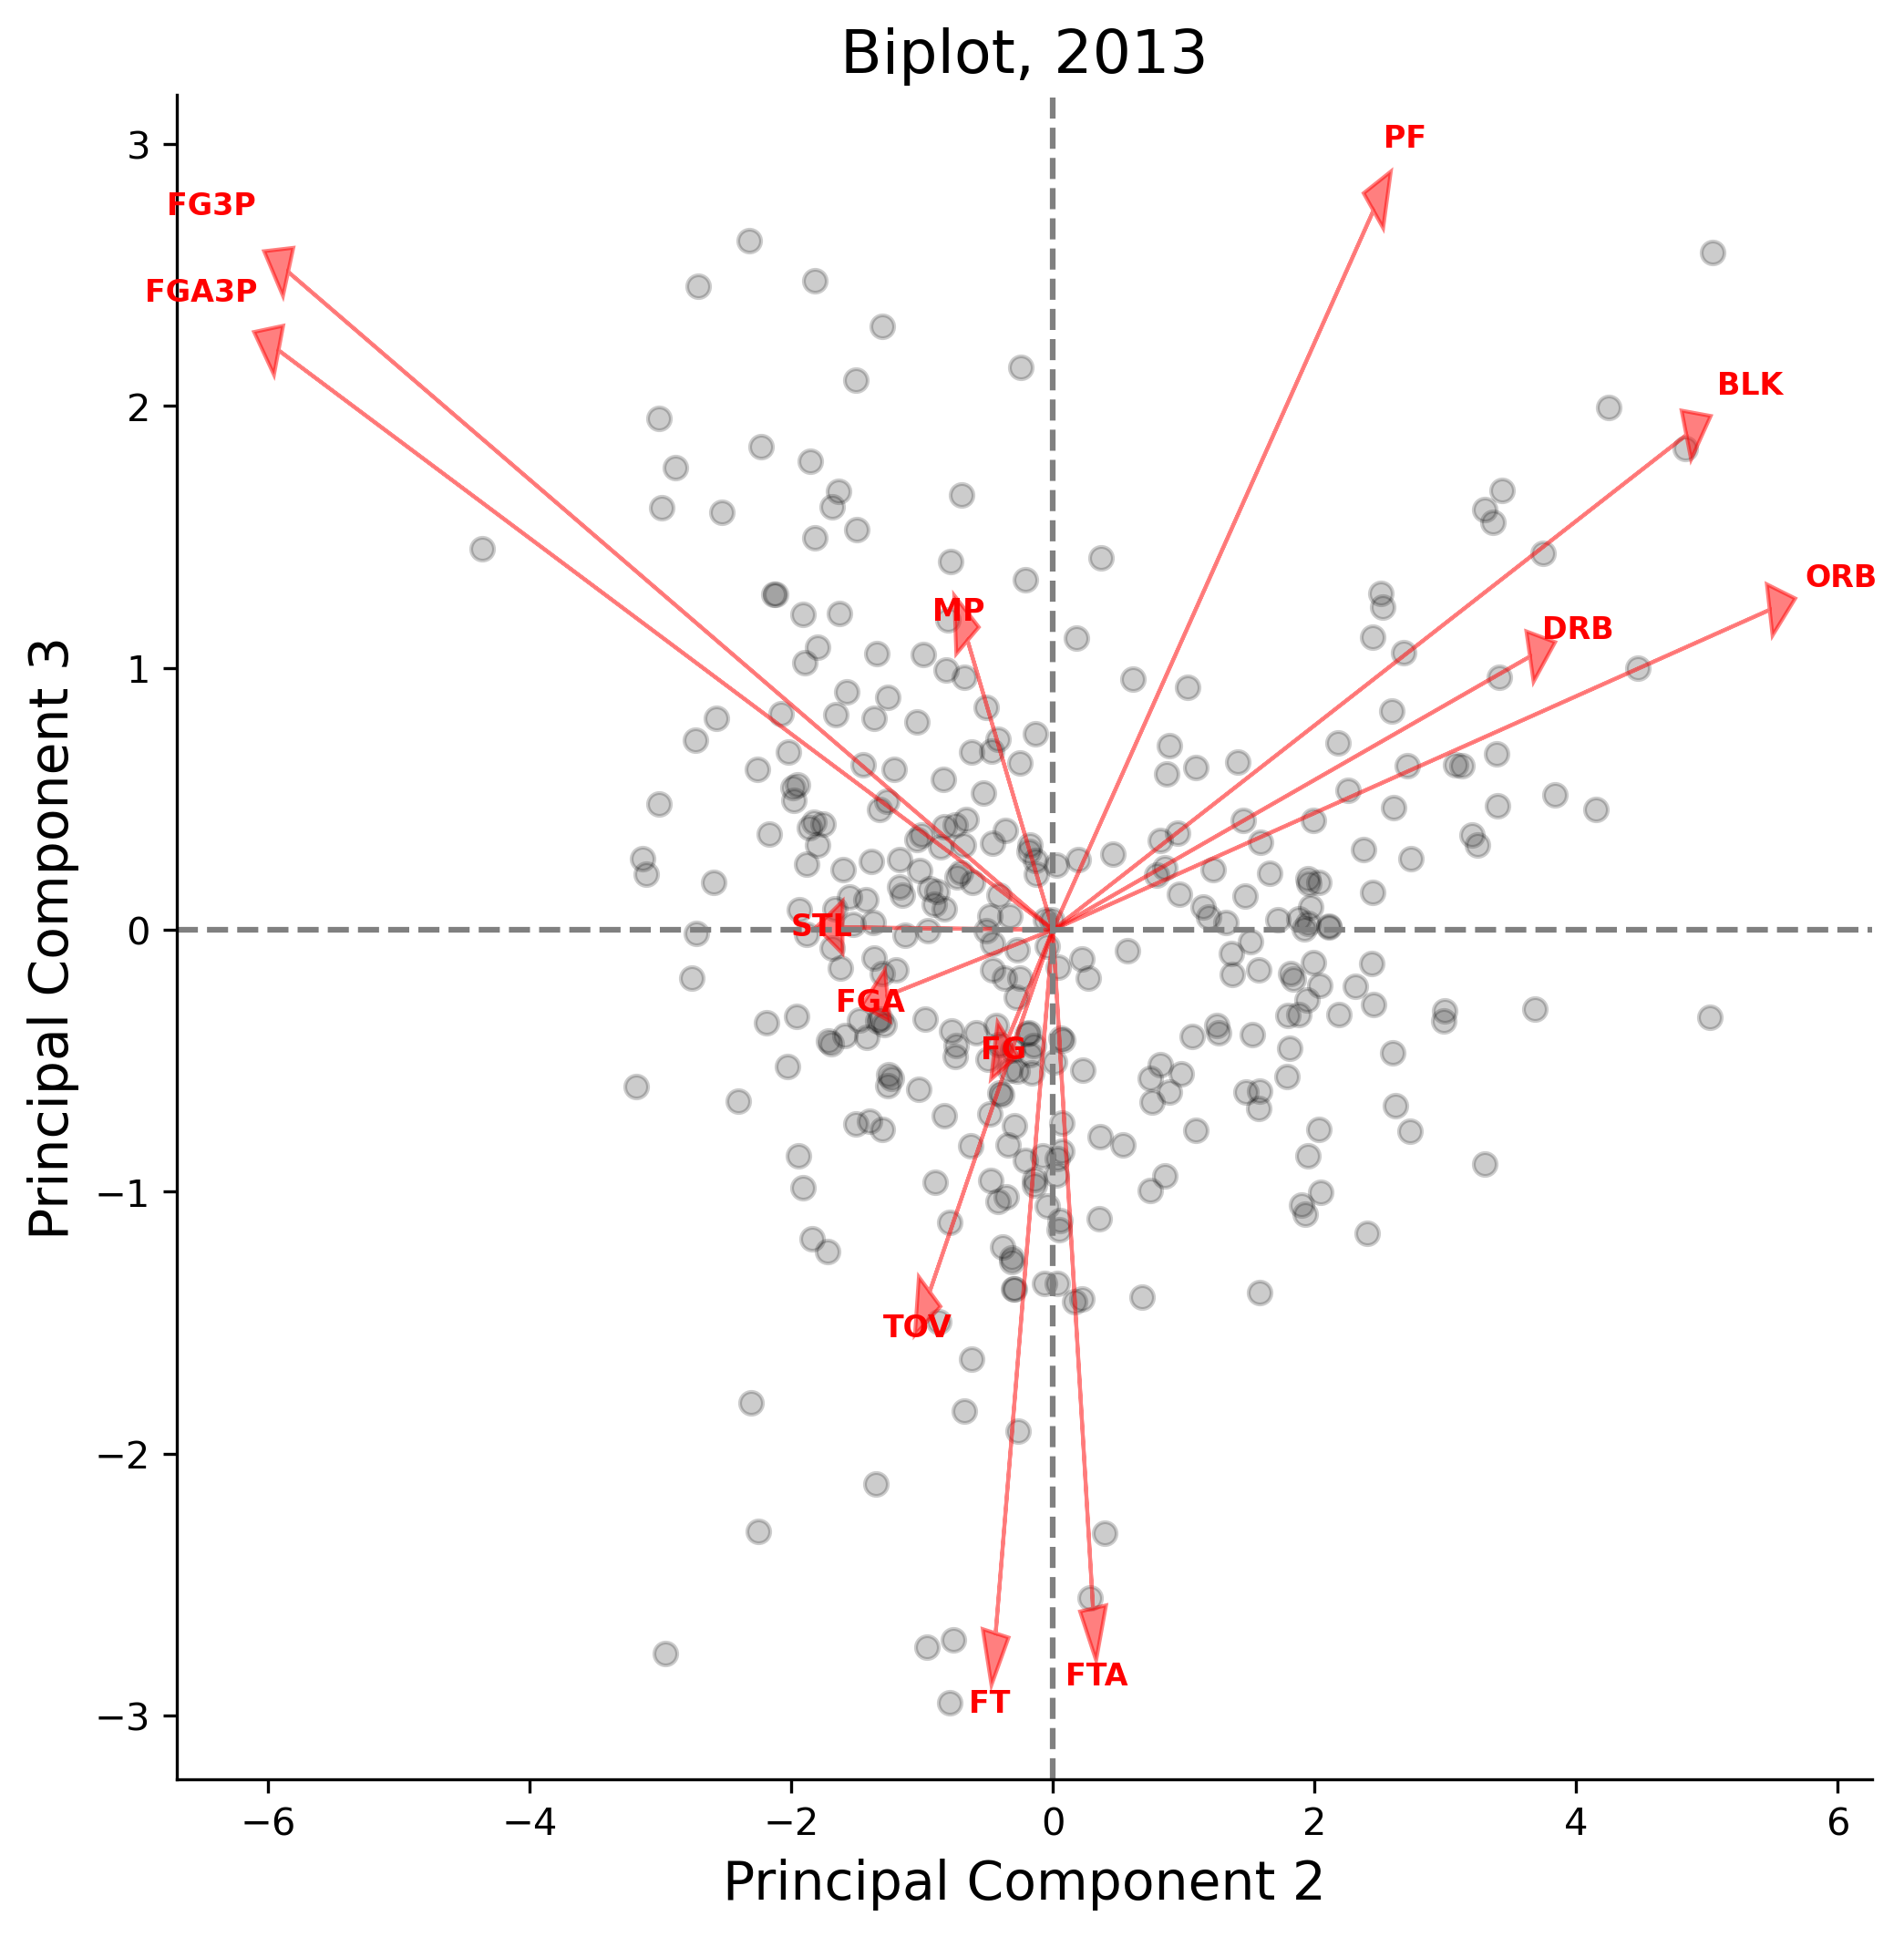 Biplot, 2013
PF
FG3P
FGA3P
BLK
ORB
DRB
MP
STL
FGA
FG
TOV
FTA
FT
3
2
1
0
−1
−2
−3
Principal Component 3
−6 −4 −2 0 2 4 6
Principal Component 2